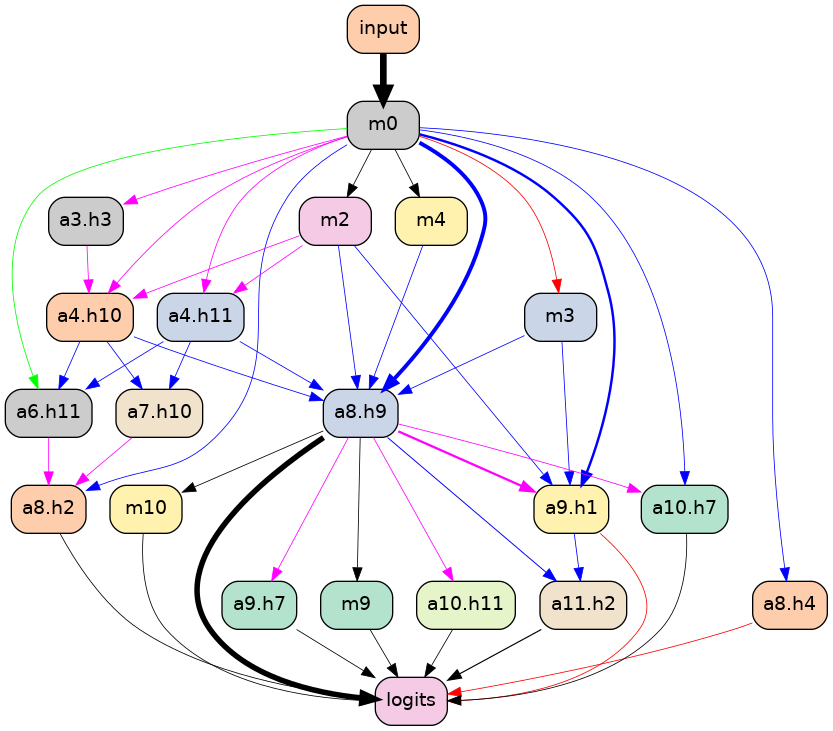 input
m0
a3.h3
m2
m4
a4.h10
a4.h11
m3
a6.h11
a7.h10
a8.h9
a8.h2
m10
a9.h1
a10.h7
a9.h7
m9
a10.h11
a11.h2
a8.h4
logits